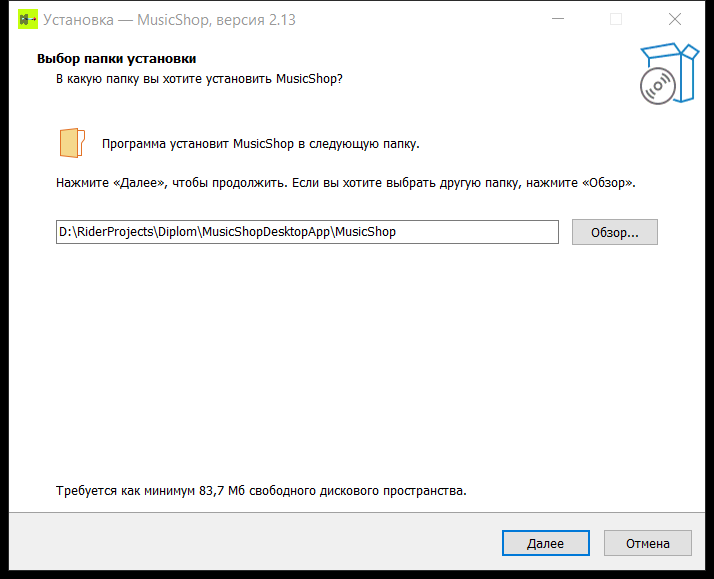 Установка — MusicShop, версия 2.13
Выбор папки установки
В какую папку вы хотите установить MusicShop?
Программа установит MusicShop в следующую папку.
Нажмите «Далее», чтобы продолжить. Если вы хотите выбрать другую папку, нажмите «Обзор».
D:\RiderProjects\Diplom\MusicShopDesktopApp\MusicShop
Обзор...
Требуется как минимум 83,7 Мб свободного дискового пространства.
Далее
Отмена